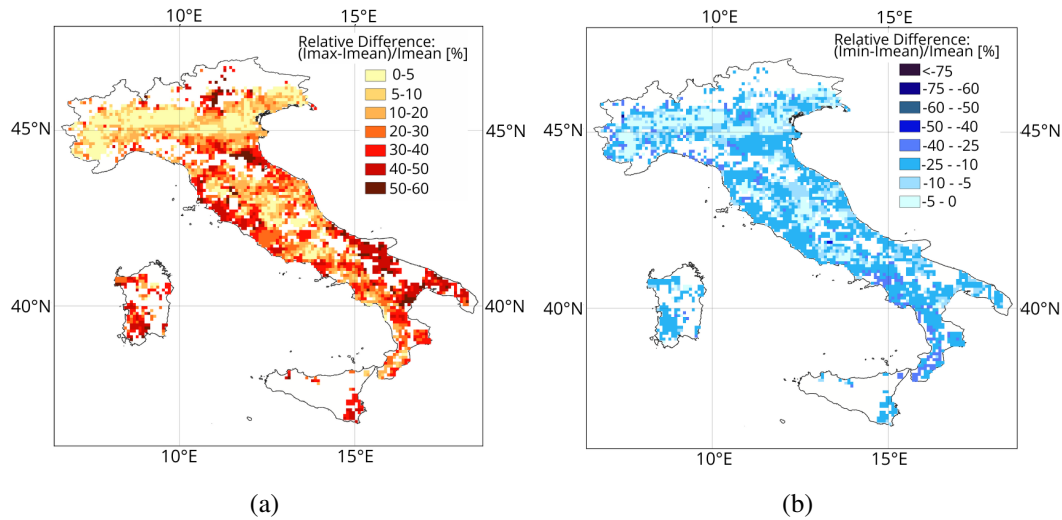 10°E 15°E
Relative Difference:
(Imax-Imean)/Imean [%]
0-5
5-10
10-20
20-30
30-40
40-50
50-60
45°N
45°N
40°N
40°N
10°E 15°E
(a)
10°E 15°E
Relative Difference:
(Imin-Imean)/Imean [%]
<-75
-75 - -60
-60 - -50
-50 - -40
-40 - -25
-25 - -10
-10 - -5
-5 - 0
45°N
40°N
10°E 15°E
(b)